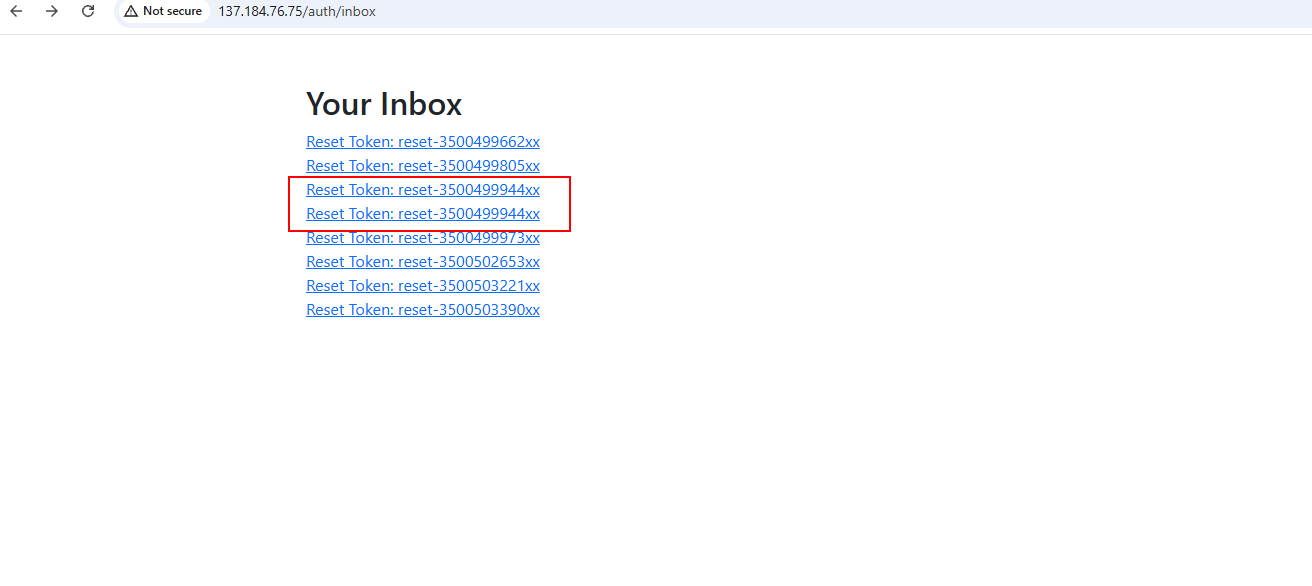 Not secure 137.184.76.75/auth/inbox
Your Inbox
Reset Token: reset-3500499662xx
Reset Token: reset-3500499805xx
Reset Token: reset-3500499944xx
Reset Token: reset-3500499944xx
Reset Token: reset-3500499973xx
Reset Token: reset-3500502653xx
Reset Token: reset-3500503221xx
Reset Token: reset-3500503390xx